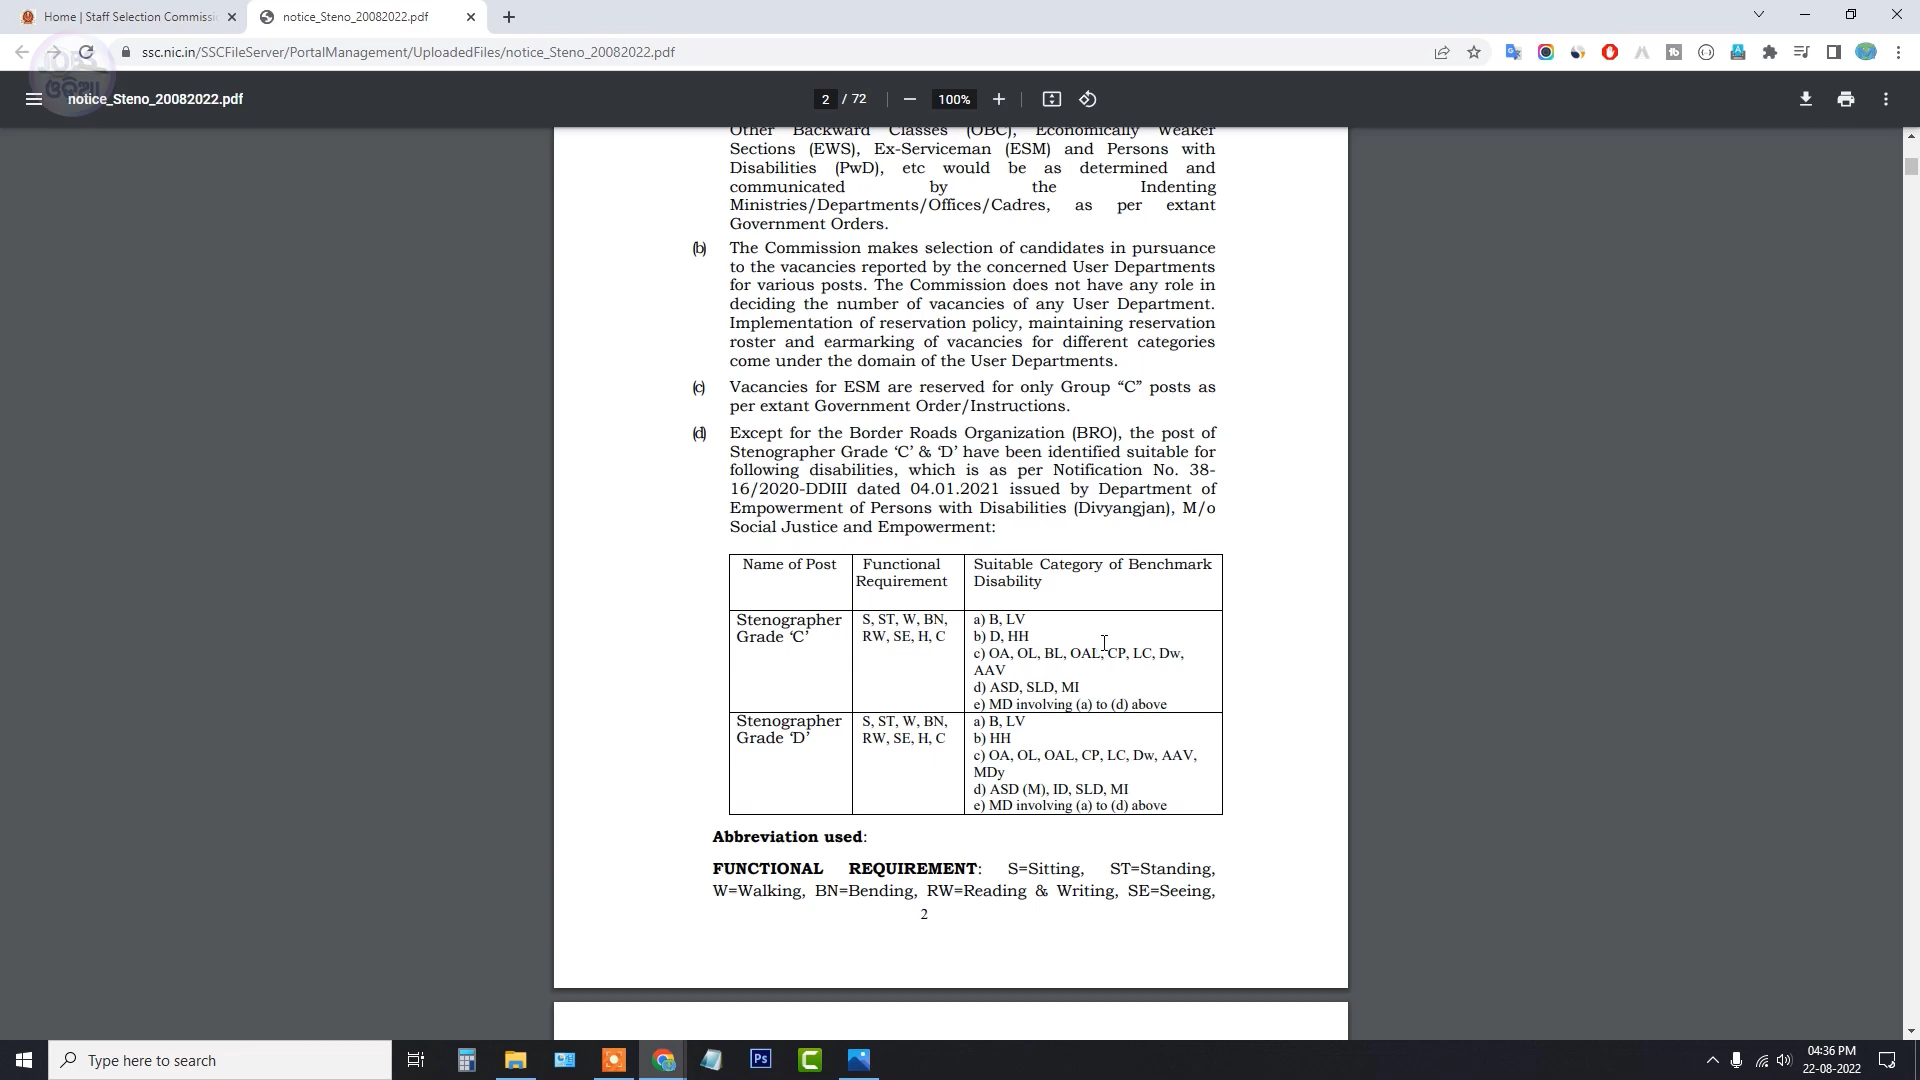 Home | Staff Selection Commissi
notice_Steno_20082022.pdf
ssc.nic.in/SSCFileServer/PortalManagement/UploadedFiles/notice_Steno_20082022.pdf
JOBS
ଓଡ଼ିଆ
notice_Steno_20082022.pdf
2 / 72
100%
Other Backward Classes (OBC), Economically Weaker
Sections (EWS), Ex-Serviceman (ESM) and Persons with
Disabilities (PwD), etc would be as determined and
communicated by the Indenting
Ministries/Departments/Offices/Cadres, as per extant
Government Orders.
(b) The Commission makes selection of candidates in pursuance
to the vacancies reported by the concerned User Departments
for various posts. The Commission does not have any role in
deciding the number of vacancies of any User Department.
Implementation of reservation policy, maintaining reservation
roster and earmarking of vacancies for different categories
come under the domain of the User Departments.
(c) Vacancies for ESM are reserved for only Group “C” posts as
per extant Government Order/Instructions.
(d) Except for the Border Roads Organization (BRO), the post of
Stenographer Grade ‘C’ & ‘D’ have been identified suitable for
following disabilities, which is as per Notification No. 38-
16/2020-DDIII dated 04.01.2021 issued by Department of
Empowerment of Persons with Disabilities (Divyangjan), M/o
Social Justice and Empowerment:
Name of Post
Functional
Requirement
Suitable Category of Benchmark
Disability
Stenographer
Grade ‘C’
S, ST, W, BN,
RW, SE, H, C
a) B, LV
b) D, HH
c) OA, OL, BL, OAL, CP, LC, Dw,
AAV
d) ASD, SLD, MI
e) MD involving (a) to (d) above
Stenographer
Grade ‘D’
S, ST, W, BN,
RW, SE, H, C
a) B, LV
b) HH
c) OA, OL, OAL, CP, LC, Dw, AAV,
MDy
d) ASD (M), ID, SLD, MI
e) MD involving (a) to (d) above
Abbreviation used:
FUNCTIONAL REQUIREMENT: S=Sitting, ST=Standing,
W=Walking, BN=Bending, RW=Reading & Writing, SE=Seeing,
2
Type here to search
Ps
04:36 PM
22-08-2022